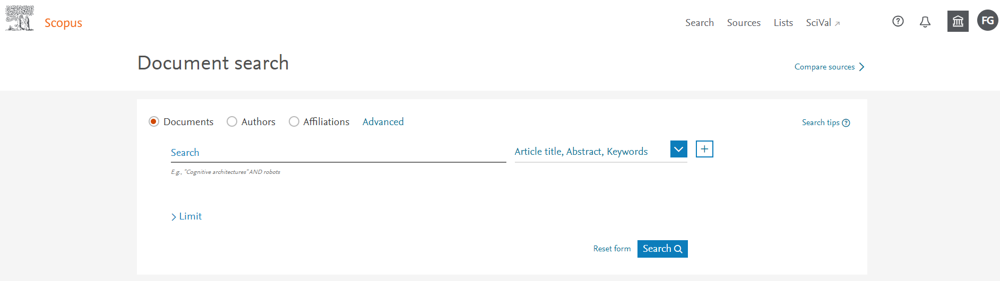 Scopus
Search Sources Lists SciVal
FG
Document search
Compare sources
Documents Authors Affiliations Advanced
Search tips
Search
Article title, Abstract, Keywords
E.g., "Cognitive architectures" AND robots
Limit
Reset form
Search